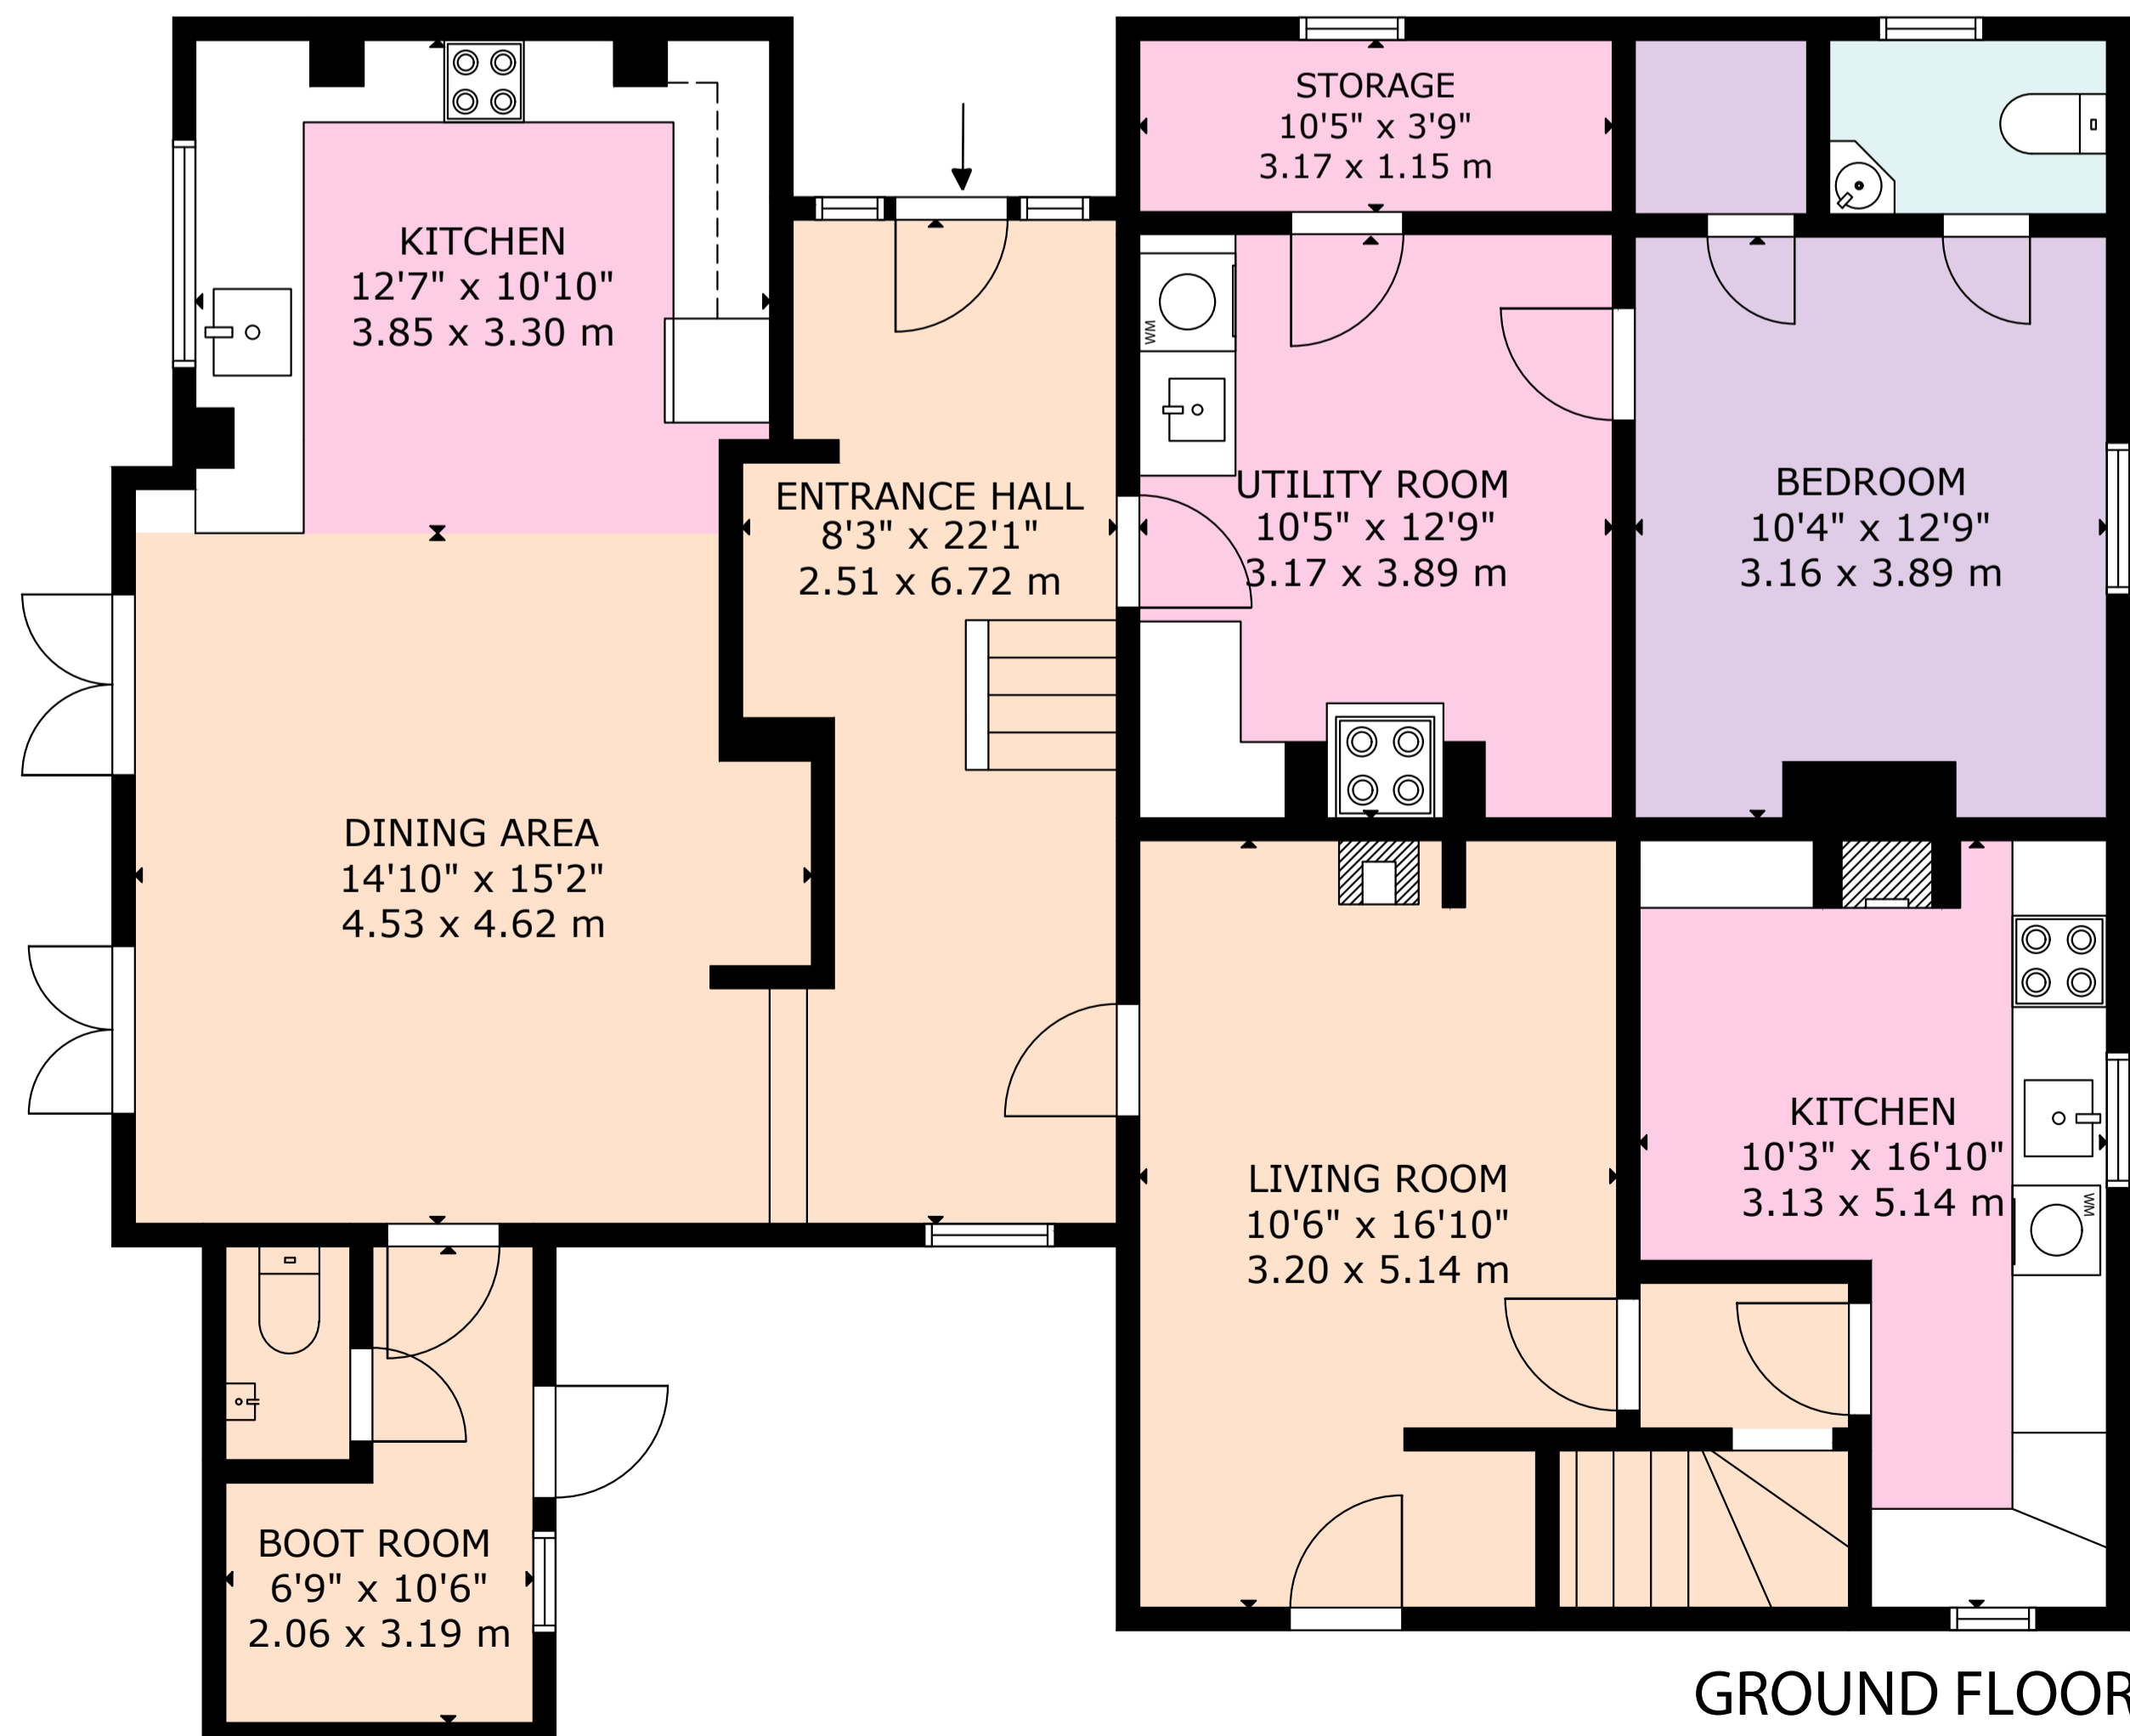 STORAGE
10'5" x 3'9"
3.17 x 1.15 m
KITCHEN
12'7" x 10'10"
3.85 x 3.30 m
WM
ENTRANCE HALL
8'3" x 22'1"
2.51 x 6.72 m
UTILITY ROOM
10'5" x 12'9"
3.17 x 3.89 m
BEDROOM
10'4" x 12'9"
3.16 x 3.89 m
DINING AREA
14'10" x 15'2"
4.53 x 4.62 m
KITCHEN
10'3" x 16'10"
3.13 x 5.14 m
WM
LIVING ROOM
10'6" x 16'10"
3.20 x 5.14 m
BOOT ROOM
6'9" x 10'6"
2.06 x 3.19 m
GROUND FLOOR